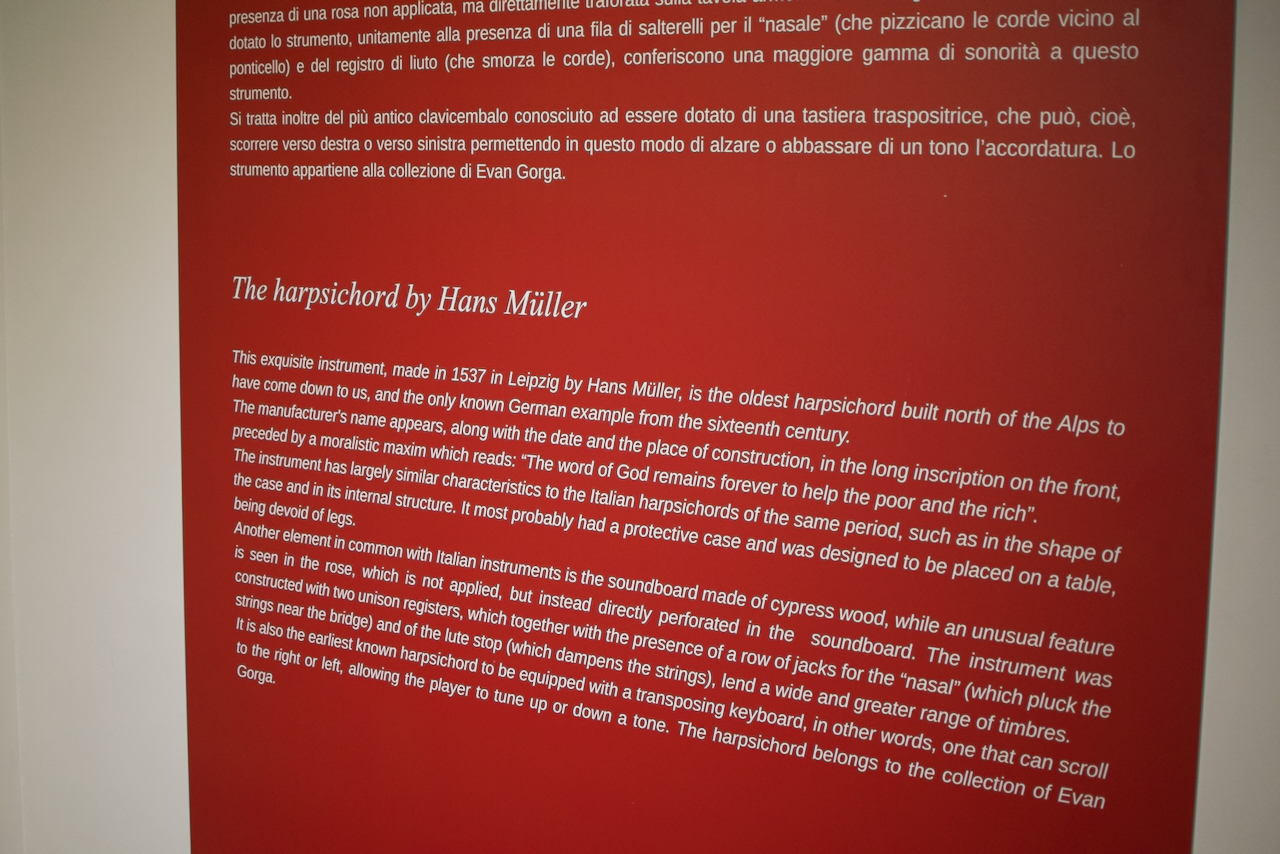 presenza di una rosa non applicata, ma direttamente traforata sulla tavola
dotato lo strumento, unitamente alla presenza di una fila di salterelli per il “nasale” (che pizzicano le corde vicino al
ponticello) e del registro di liuto (che smorza le corde), conferiscono una maggiore gamma di sonorità a questo
strumento.
Si tratta inoltre del più antico clavicembalo conosciuto ad essere dotato di una tastiera traspositrice, che può, cioè,
scorrere verso destra o verso sinistra permettendo in questo modo di alzare o abbassare di un tono l’accordatura. Lo
strumento appartiene alla collezione di Evan Gorga.
The harpsichord by Hans Müller
This exquisite instrument, made in 1537 in Leipzig by Hans Müller, is the oldest harpsichord built north of the Alps to
have come down to us, and the only known German example from the sixteenth century.
The manufacturer's name appears, along with the date and the place of construction, in the long inscription on the front,
preceded by a moralistic maxim which reads: “The word of God remains forever to help the poor and the rich”.
The instrument has largely similar characteristics to the Italian harpsichords of the same period, such as in the shape of
the case and in its internal structure. It most probably had a protective case and was designed to be placed on a table,
being devoid of legs.
Another element in common with Italian instruments is the soundboard made of cypress wood, while an unusual feature
is seen in the rose, which is not applied, but instead directly perforated in the soundboard. The instrument was
constructed with two unison registers, which together with the presence of a row of jacks for the “nasal” (which pluck the
strings near the bridge) and of the lute stop (which dampens the strings), lend a wide and greater range of timbres.
It is also the earliest known harpsichord to be equipped with a transposing keyboard, in other words, one that can scroll
to the right or left, allowing the player to tune up or down a tone. The harpsichord belongs to the collection of Evan
Gorga.